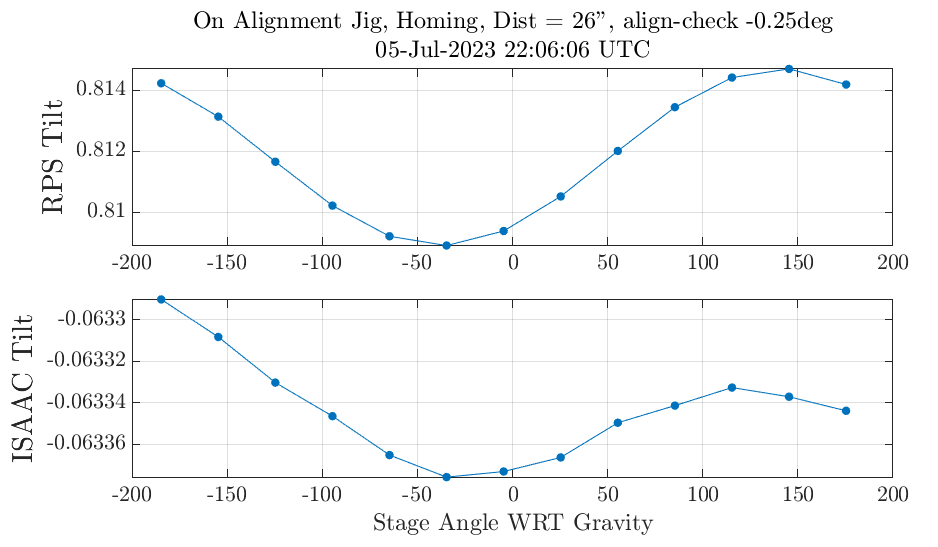 On Alignment Jig, Homing, Dist = 26", align-check -0.25deg
05-Jul-2023 22:06:06 UTC
RPS Tilt
0.814
0.812
0.81
-200 -150 -100 -50 0 50 100 150 200
ISAAC Tilt
-0.0633
-0.06332
-0.06334
-0.06336
-200 -150 -100 -50 0 50 100 150 200
Stage Angle WRT Gravity